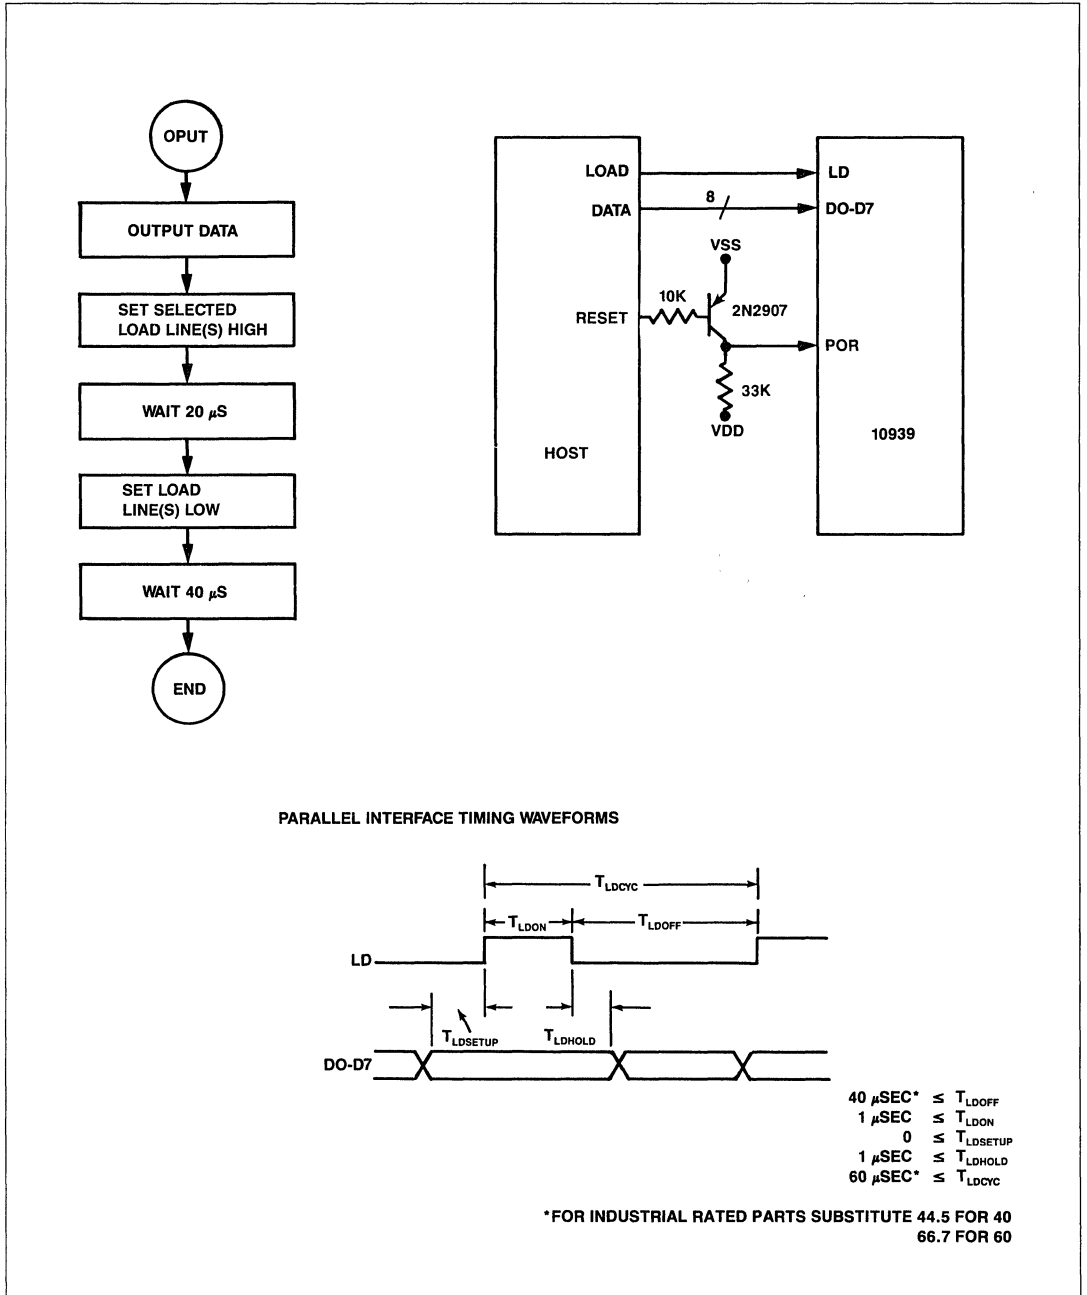 OPUT
OUTPUT DATA
SET SELECTED
LOAD LINE(S) HIGH
WAIT 20 µS
SET LOAD
LINE(S) LOW
WAIT 40 µS
END
LOAD
DATA
RESET
HOST
8
VSS
10K
2N2907
33K
VDD
LD
DO-D7
POR
10939
PARALLEL INTERFACE TIMING WAVEFORMS
TLDCYC
TLDON
TLDOFF
LD
TLDSETUP
TLDHOLD
DO-D7
40 µSEC* ≤ TLDOFF
1 µSEC ≤ TLDON
0 ≤ TLDSETUP
1 µSEC ≤ TLDHOLD
60 µSEC* ≤ TLDCYC
*FOR INDUSTRIAL RATED PARTS SUBSTITUTE 44.5 FOR 40
66.7 FOR 60